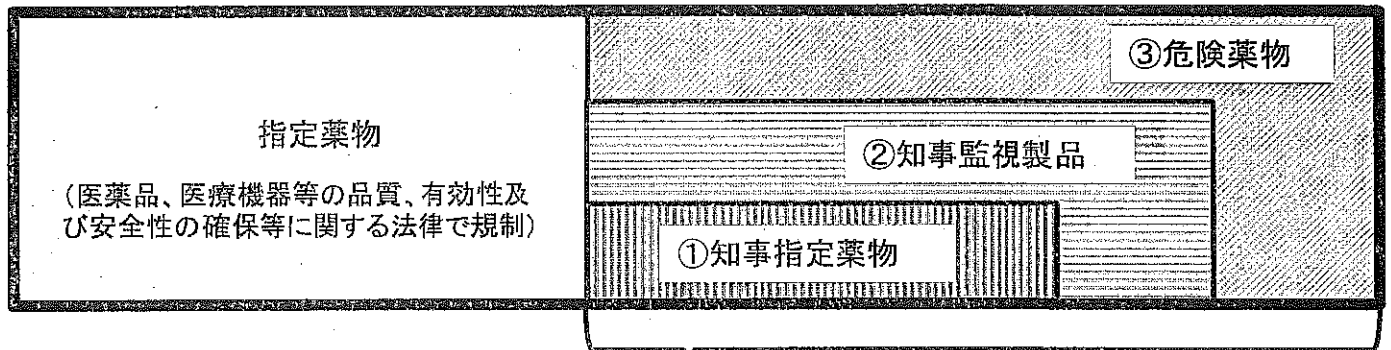 ③危険薬物
指定薬物
②知事監視製品
(医薬品、医療機器等の品質、有効性及
び安全性の確保等に関する法律で規制)
①知事指定薬物